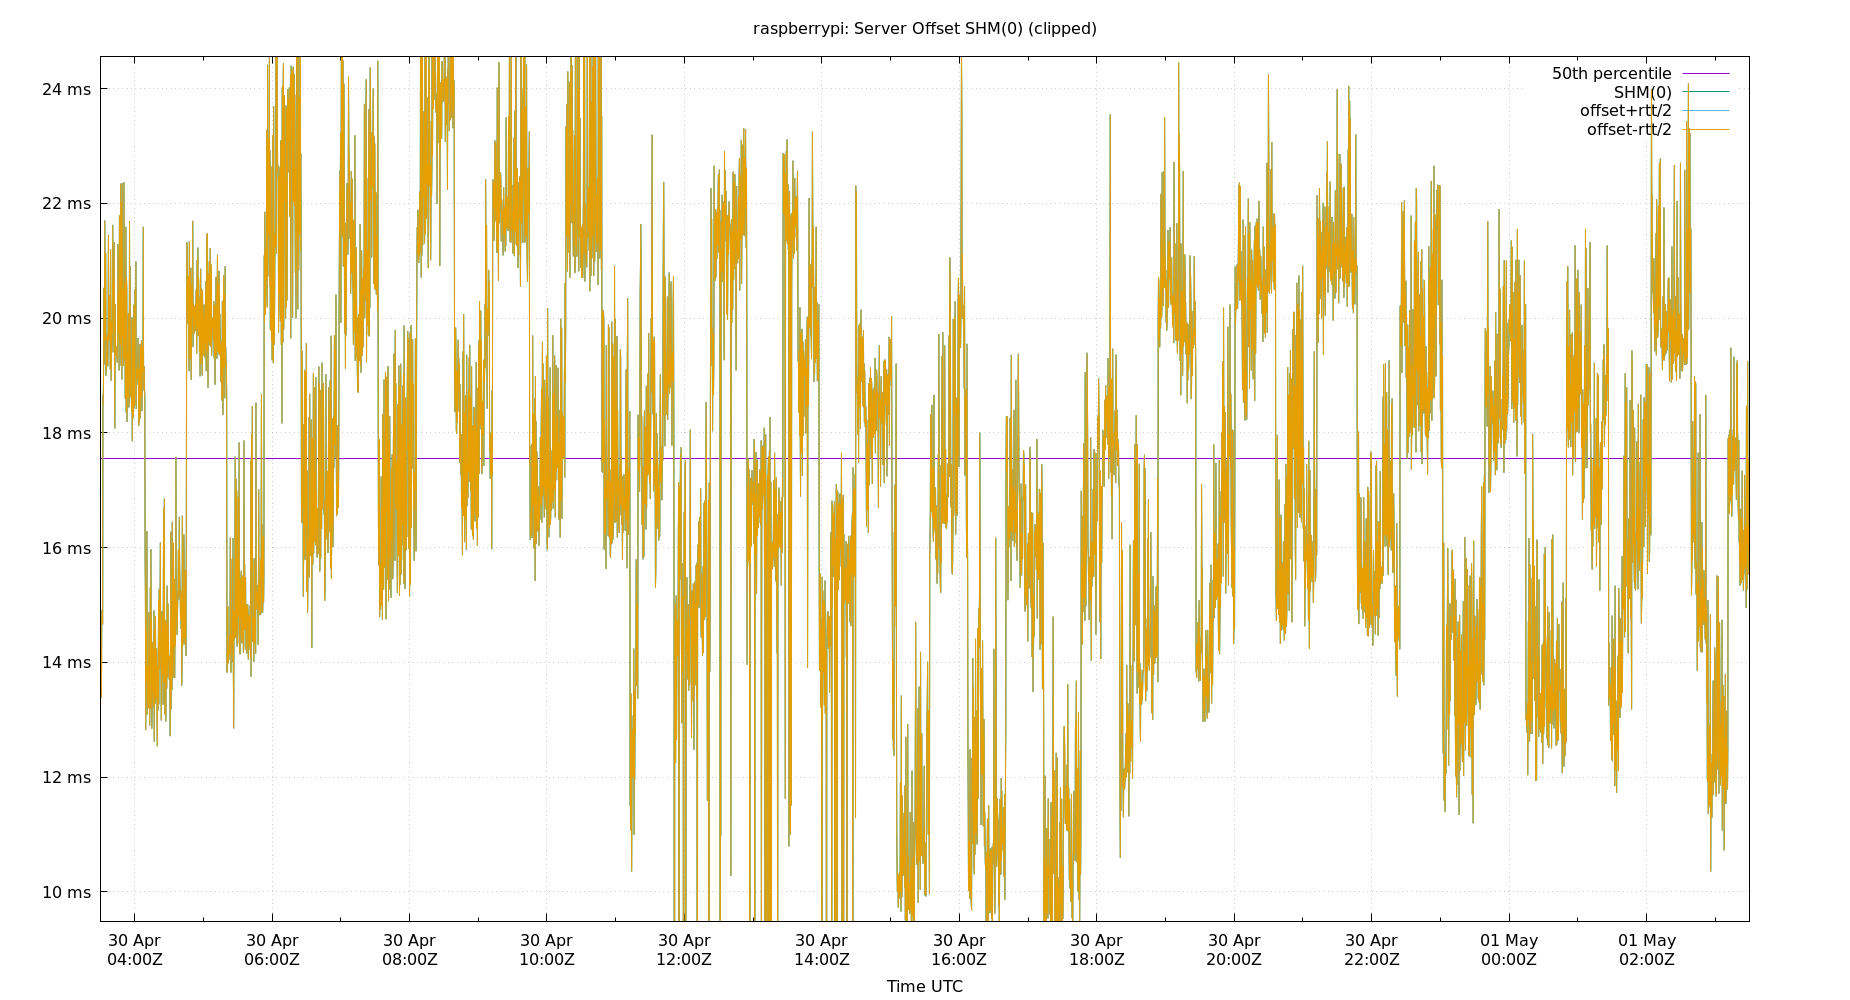 raspberrypi: Server Offset SHM(0) (clipped)
50th percentile
SHM(0)
offset+rtt/2
offset-rtt/2
24 ms
22 ms
20 ms
18 ms
16 ms
14 ms
12 ms
10 ms
30 Apr 30 Apr 30 Apr 30 Apr 30 Apr 30 Apr 30 Apr 30 Apr 30 Apr 30 Apr 01 May 01 May
04:00Z 06:00Z 08:00Z 10:00Z 12:00Z 14:00Z 16:00Z 18:00Z 20:00Z 22:00Z 00:00Z 02:00Z
Time UTC